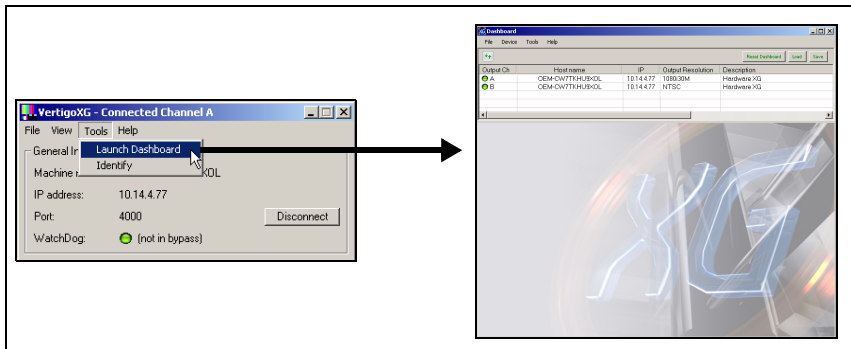 VertigoXG - Connected Channel A
File View Tools Help
Launch Dashboard
Identify
General In
Machine
KOL
IP address: 10.14.4.77
Port: 4000
Disconnect
WatchDog: (not in bypass)
Dashboard
File Device Tools Help
Reset Dashboard Load Save
Output Ch Host name IP Output Resolution Description
A OEM-CW7TKHU9XOL 10.14.4.77 1080i30M Hardware XG
B OEM-CW7TKHU9XOL 10.14.4.77 NTSC Hardware XG
XG